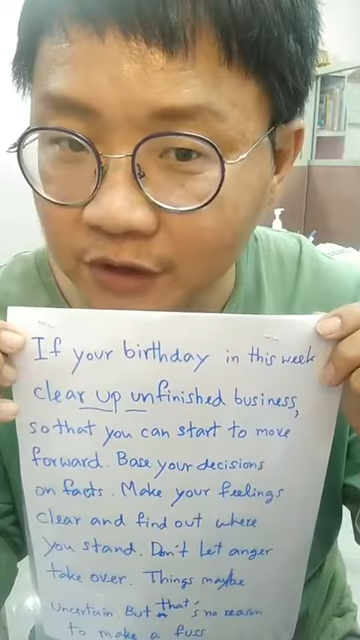 If your birthday in this week
clear up unfinished business,
so that you can start to move
forward. Base your decisions
on facts. Make your feelings
clear and find out where
you stand. Don't let anger
take over. Things maybe
uncertain. But that's no reason
to make a fuss